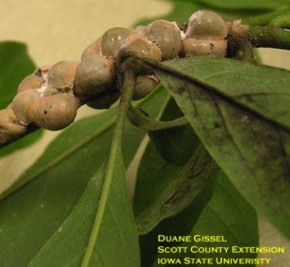 Duane Gissel
Scott County Extension
iowa State Univeristy